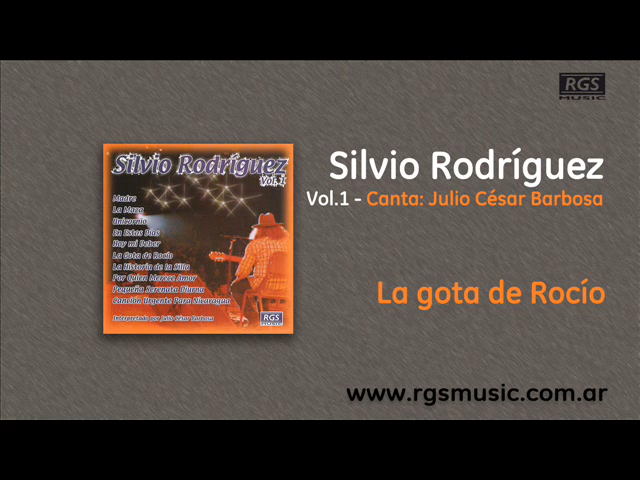 RGS
MUSIC
Silvio Rodríguez
Vol.1
Madre
La Maza
Unicornio
En Estos Días
Hay mi Deber
La Gota de Rocío
La Historia de la Silla
Por Quien Merece Amor
Pequeña Serenata Diurna
Canción Urgente Para Nicaragua
Interpretado por Julio César Barbosa
RGS
MUSIC
Silvio Rodríguez
Vol.1 - Canta: Julio César Barbosa
La gota de Rocío
www.rgsmusic.com.ar